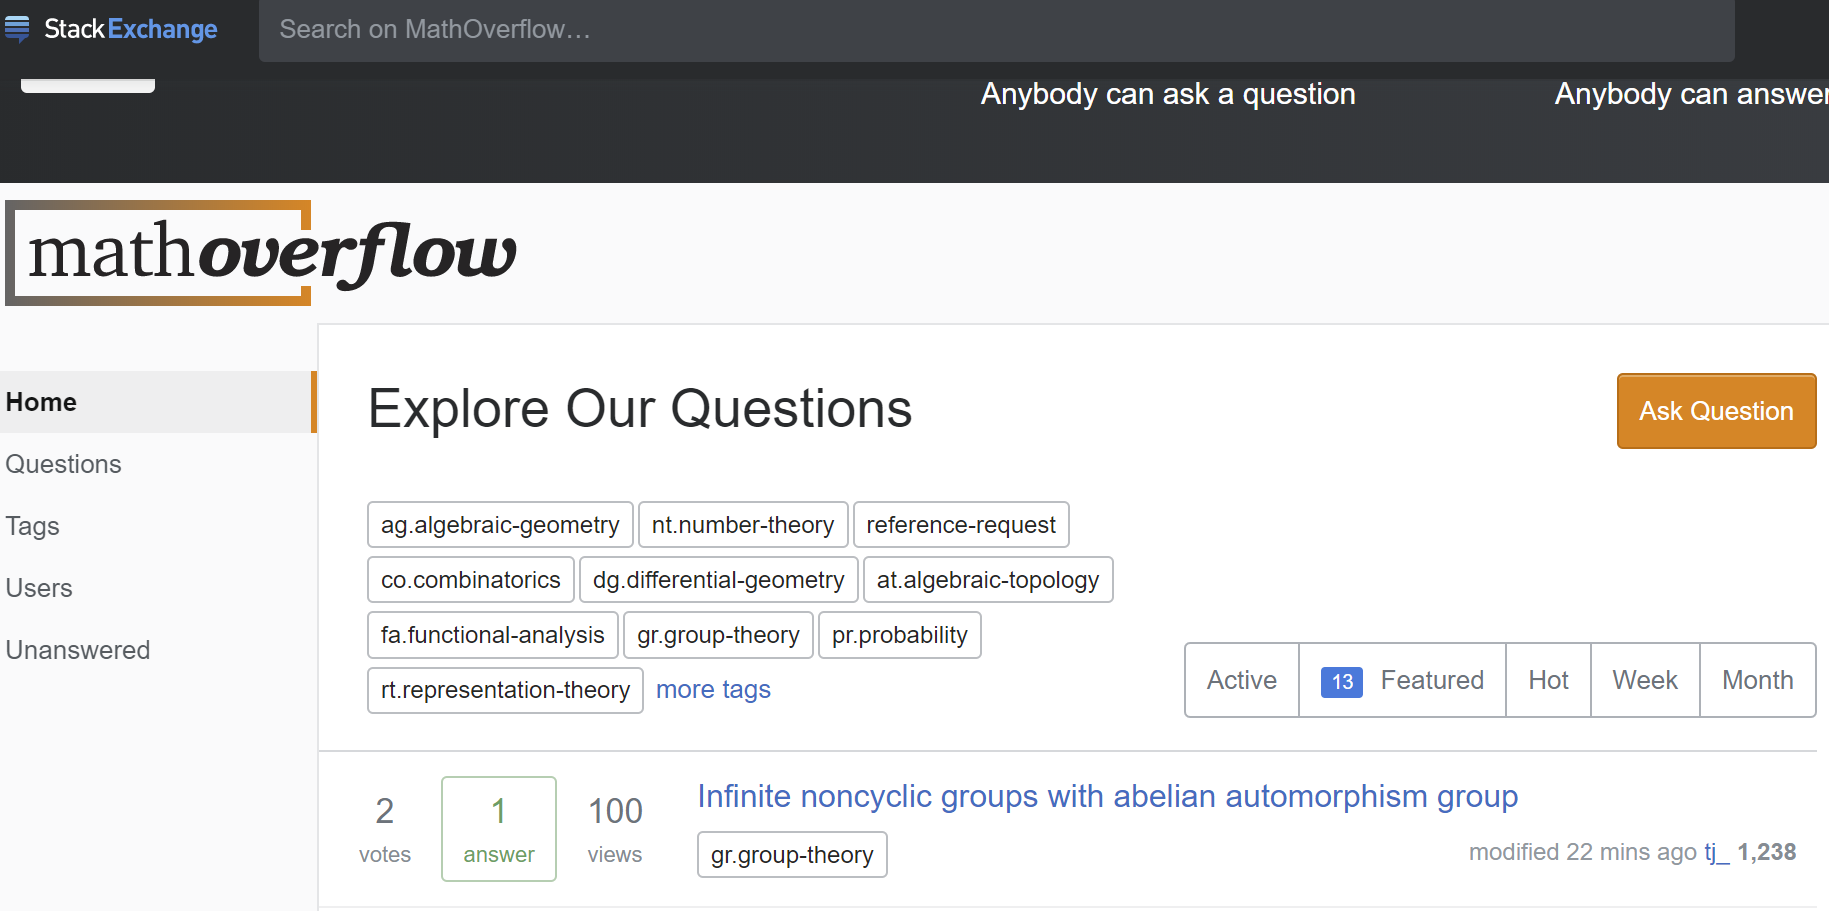 StackExchange
Search on MathOverflow...
Anybody can ask a question
Anybody can answer
mathoverflow
Home
Questions
Tags
Users
Unanswered
Explore Our Questions
Ask Question
ag.algebraic-geometry nt.number-theory reference-request
co.combinatorics dg.differential-geometry at.algebraic-topology
fa.functional-analysis gr.group-theory pr.probability
rt.representation-theory more tags
Active 13 Featured Hot Week Month
2 votes
1 answer
100 views
Infinite noncyclic groups with abelian automorphism group
gr.group-theory
modified 22 mins ago tj_ 1,238